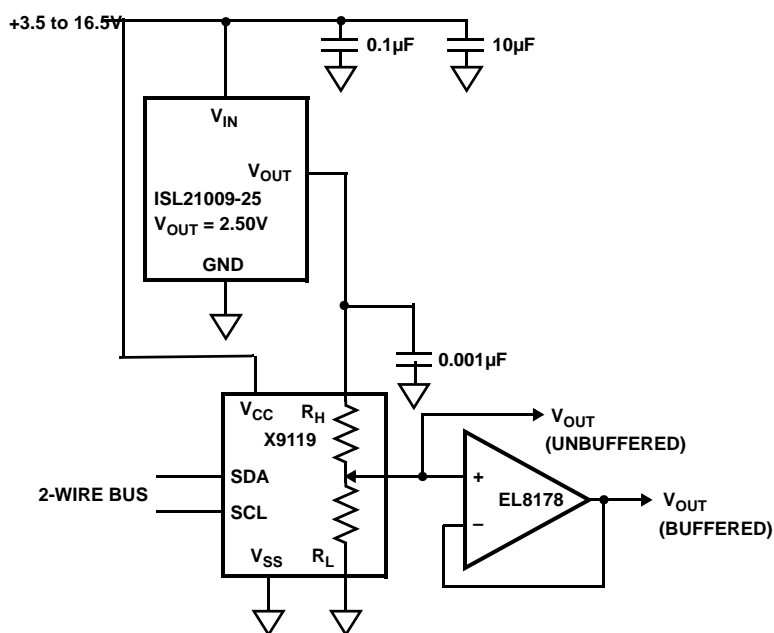 +3.5 to 16.5V
0.1µF
10µF
VIN
VOUT
ISL21009-25
VOUT = 2.50V
GND
0.001µF
VCC
RH
X9119
VOUT
(UNBUFFERED)
SDA
+
2-WIRE BUS
EL8178
VOUT
(BUFFERED)
SCL
–
VSS
RL